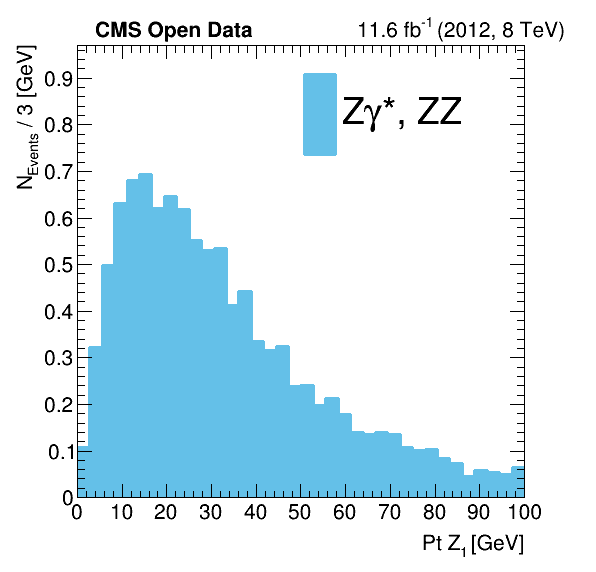 CMS Open Data
11.6 fb⁻¹ (2012, 8 TeV)
N_Events / 3 [GeV]
Zγ*, ZZ
0.9
0.8
0.7
0.6
0.5
0.4
0.3
0.2
0.1
0
0 10 20 30 40 50 60 70 80 90 100
Pt Z₁ [GeV]